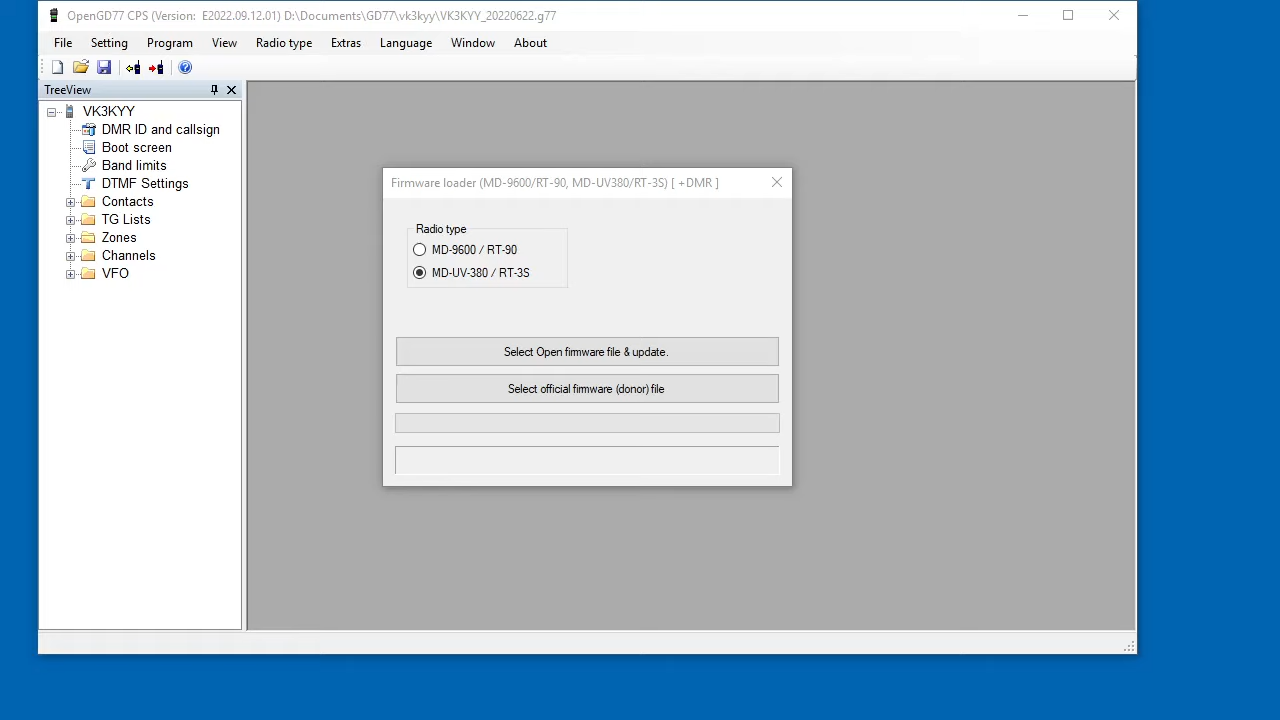 OpenGD77 CPS (Version:  E2022.09.12.01) D:\Documents\GD77\vk3kyy\VK3KYY_20220622.g77
File Setting Program View Radio type Extras Language Window About
TreeView
VK3KYY
DMR ID and callsign
Boot screen
Band limits
DTMF Settings
Contacts
TG Lists
Zones
Channels
VFO
Firmware loader (MD-9600/RT-90, MD-UV380/RT-3S) [ +DMR ]
Radio type
MD-9600 / RT-90
MD-UV-380 / RT-3S
Select Open firmware file & update.
Select official firmware (donor) file